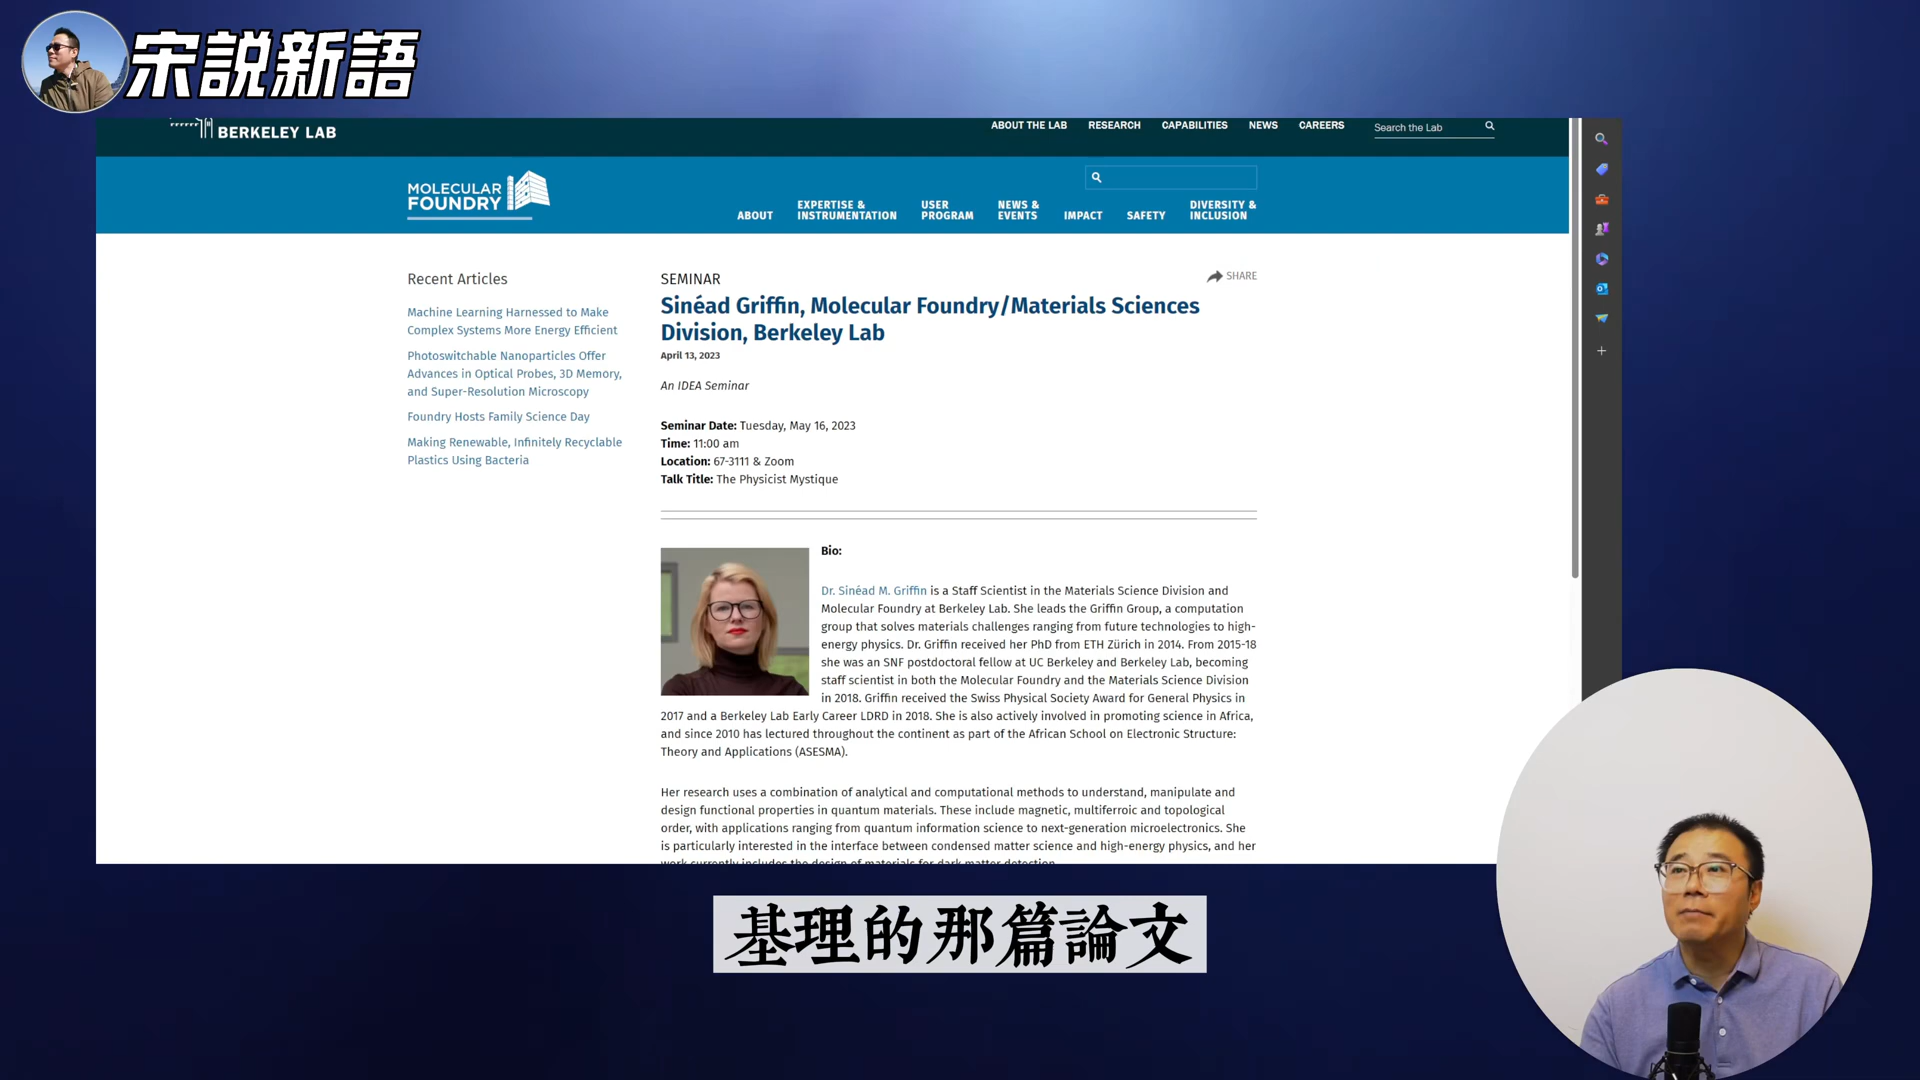 宋説新語
BERKELEY LAB
ABOUT THE LAB RESEARCH CAPABILITIES NEWS CAREERS Search the Lab
MOLECULAR
FOUNDRY
ABOUT
EXPERTISE &
INSTRUMENTATION
USER
PROGRAM
NEWS &
EVENTS
IMPACT
SAFETY
DIVERSITY &
INCLUSION
Recent Articles
Machine Learning Harnessed to Make
Complex Systems More Energy Efficient
Photoswitchable Nanoparticles Offer
Advances in Optical Probes, 3D Memory,
and Super-Resolution Microscopy
Foundry Hosts Family Science Day
Making Renewable, Infinitely Recyclable
Plastics Using Bacteria
SEMINAR
SHARE
Sinéad Griffin, Molecular Foundry/Materials Sciences
Division, Berkeley Lab
April 13, 2023
An IDEA Seminar
Seminar Date: Tuesday, May 16, 2023
Time: 11:00 am
Location: 67-3111 & Zoom
Talk Title: The Physicist Mystique
Bio:
Dr. Sinéad M. Griffin is a Staff Scientist in the Materials Science Division and
Molecular Foundry at Berkeley Lab. She leads the Griffin Group, a computation
group that solves materials challenges ranging from future technologies to high-
energy physics. Dr. Griffin received her PhD from ETH Zürich in 2014. From 2015-18
she was an SNF postdoctoral fellow at UC Berkeley and Berkeley Lab, becoming
staff scientist in both the Molecular Foundry and the Materials Science Division
in 2018. Griffin received the Swiss Physical Society Award for General Physics in
2017 and a Berkeley Lab Early Career LDRD in 2018. She is also actively involved in promoting science in Africa,
and since 2010 has lectured throughout the continent as part of the African School on Electronic Structure:
Theory and Applications (ASESMA).
Her research uses a combination of analytical and computational methods to understand, manipulate and
design functional properties in quantum materials. These include magnetic, multiferroic and topological
order, with applications ranging from quantum information science to next-generation microelectronics. She
is particularly interested in the interface between condensed matter science and high-energy physics, and her
work currently includes the design of materials for dark matter detection.
基理的那篇論文